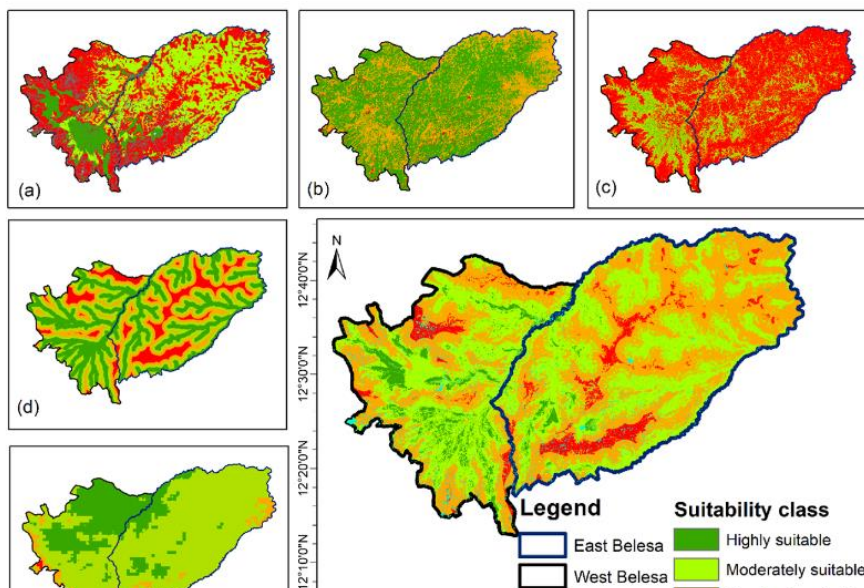 (a)
(b)
(c)
(d)
N
12°40'0"N
12°30'0"N
12°20'0"N
12°10'0"N
Legend
East Belesa
West Belesa
Suitability class
Highly suitable
Moderately suitable